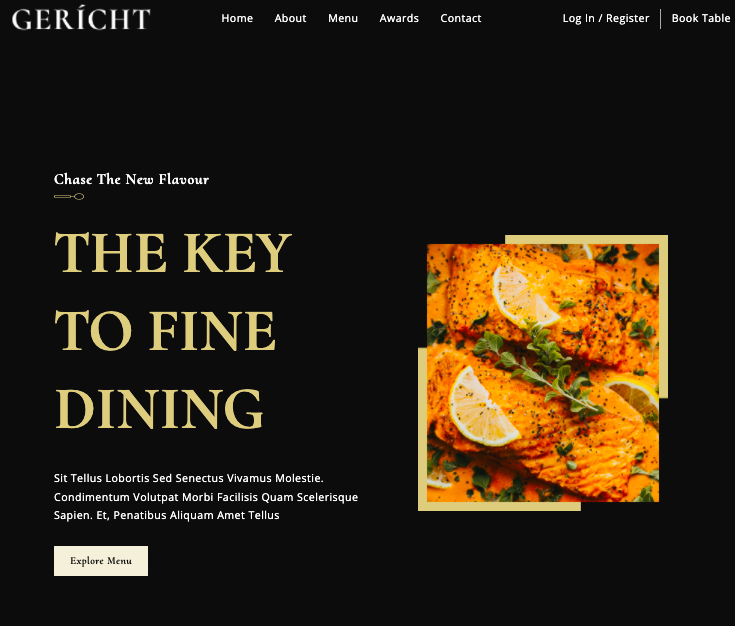 GERÍCHT
Home About Menu Awards Contact Log In / Register Book Table
Chase The New Flavour
THE KEY
TO FINE
DINING
Sit Tellus Lobortis Sed Senectus Vivamus Molestie.
Condimentum Volutpat Morbi Facilisis Quam Scelerisque
Sapien. Et, Penatibus Aliquam Amet Tellus
Explore Menu